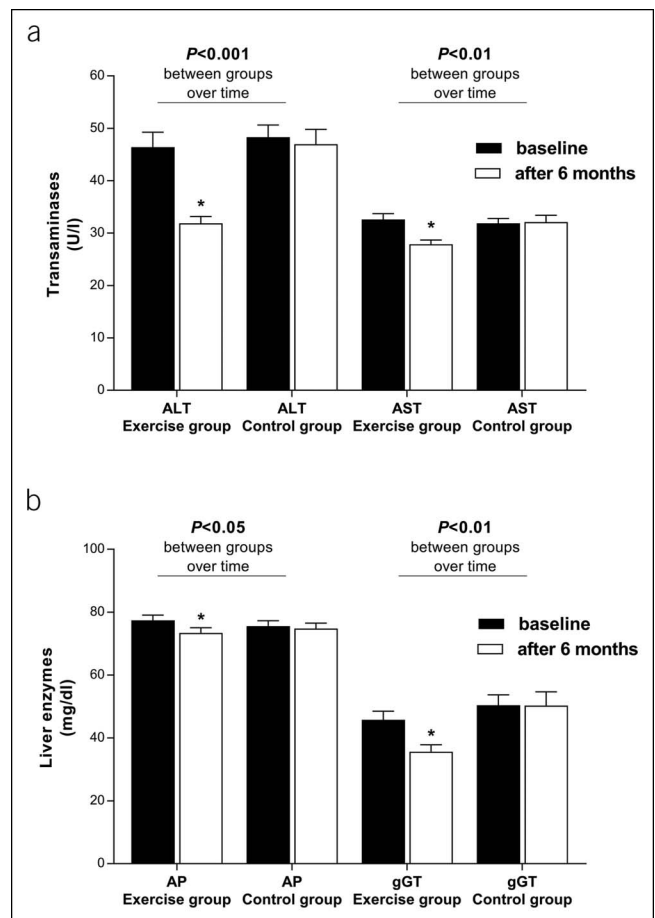 a
P<0.001
between groups
over time
P<0.01
between groups
over time
60
50
40
30
20
10
0
Transaminases
(U/l)
baseline
after 6 months
*
*
ALT
Exercise group
ALT
Control group
AST
Exercise group
AST
Control group
b
P<0.05
between groups
over time
P<0.01
between groups
over time
100
80
60
40
20
0
Liver enzymes
(mg/dl)
baseline
after 6 months
*
*
AP
Exercise group
AP
Control group
gGT
Exercise group
gGT
Control group